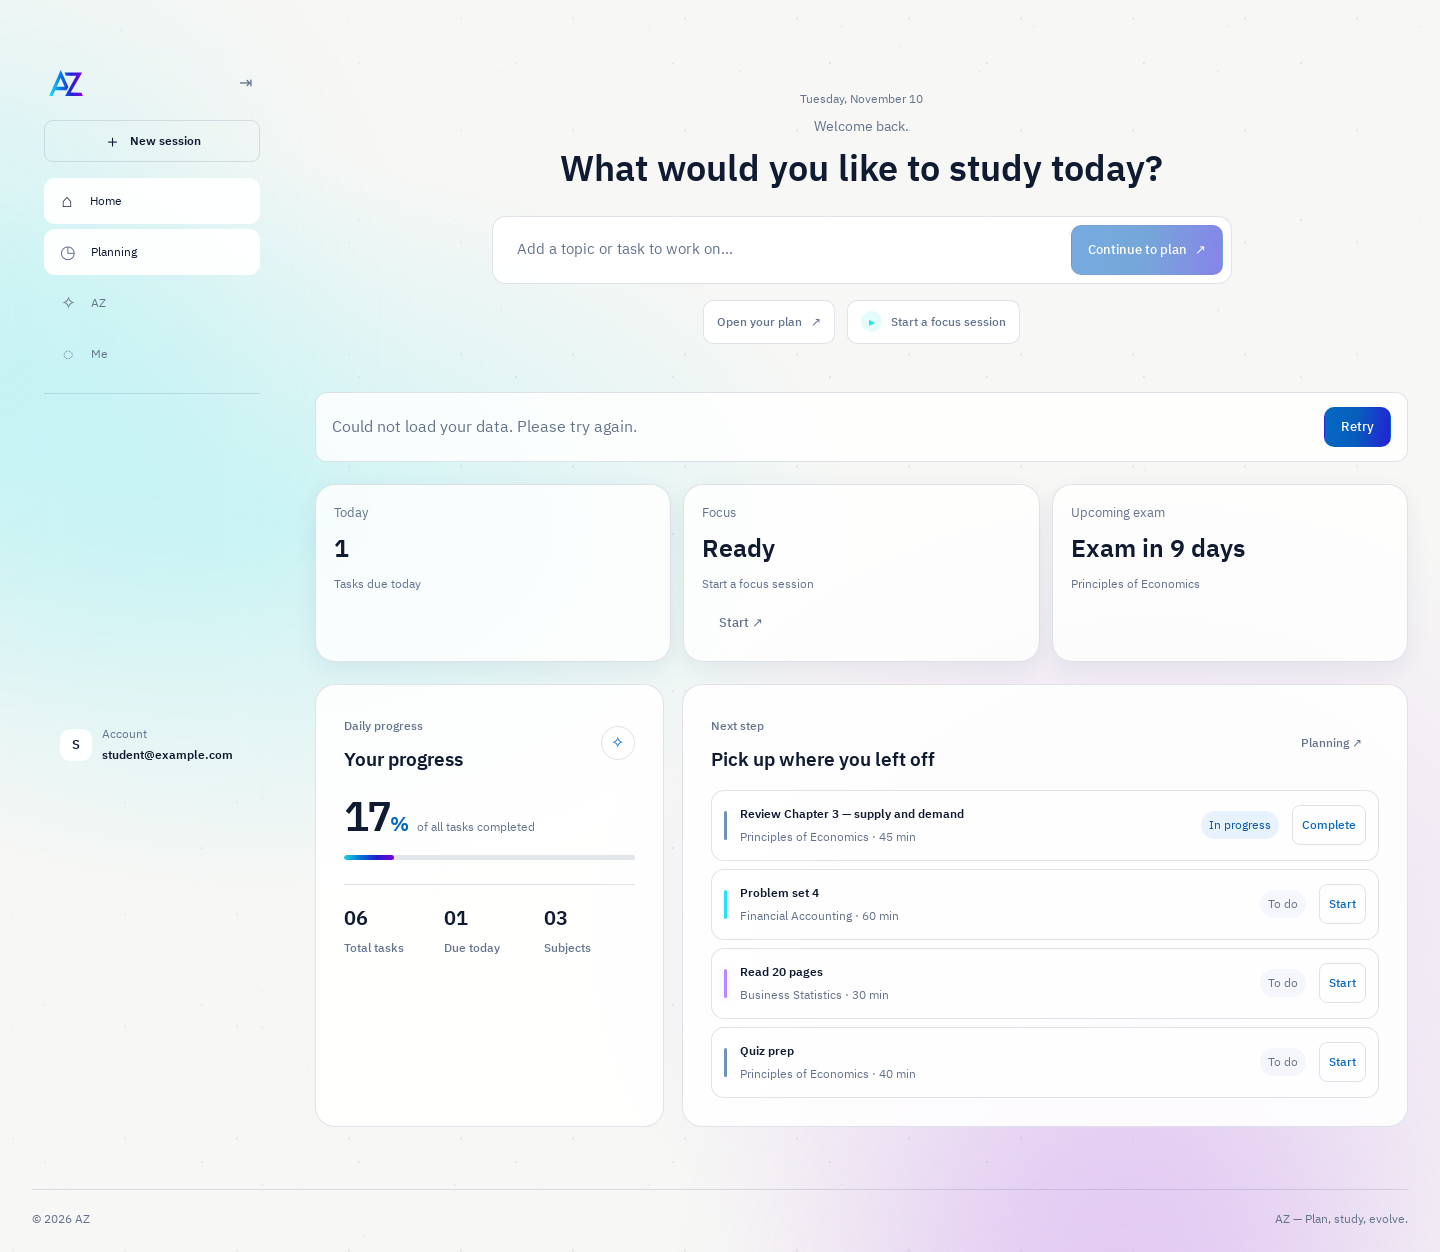 AZ
New session
Home
Planning
AZ
Me
Account
S
student@example.com
Tuesday, November 10
Welcome back.
What would you like to study today?
Add a topic or task to work on...
Continue to plan ↗
Open your plan ↗
Start a focus session
Could not load your data. Please try again.
Retry
Today
1
Tasks due today
Focus
Ready
Start a focus session
Start ↗
Upcoming exam
Exam in 9 days
Principles of Economics
Daily progress
Your progress
17% of all tasks completed
06
Total tasks
01
Due today
03
Subjects
Next step
Pick up where you left off
Planning ↗
Review Chapter 3 — supply and demand
Principles of Economics · 45 min
In progress
Complete
Problem set 4
Financial Accounting · 60 min
To do
Start
Read 20 pages
Business Statistics · 30 min
To do
Start
Quiz prep
Principles of Economics · 40 min
To do
Start
© 2026 AZ
AZ — Plan, study, evolve.